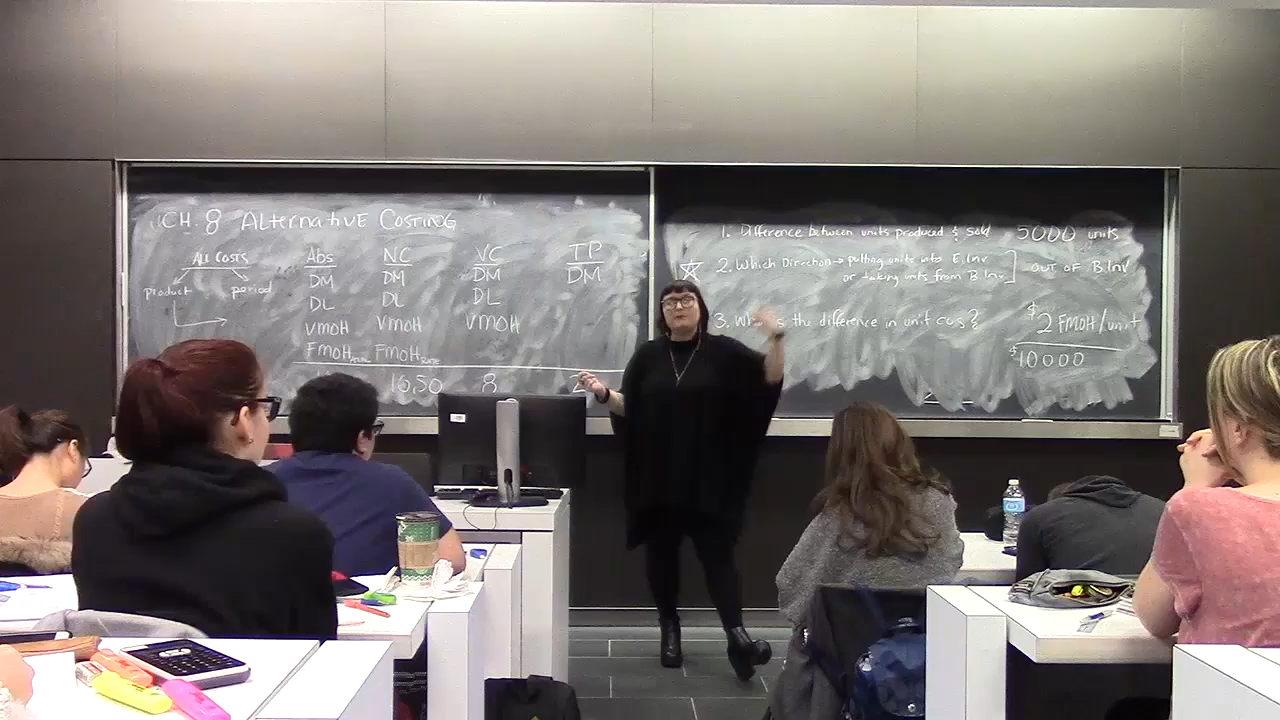 CH. 8 ALTERNATIVE COSTING
ALL COSTS
product period
Abs NC VC TP
DM DM DM DM
DL DL DL
VMOH VMOH VMOH
FMOH FMOH RATE
16.50 8
1. Difference between units produced & sold 5000 units
2. Which Direction → putting units into E. Inv
or taking units from B. Inv OUT OF B. INV
3. the difference in unit cos $2 FMOH/unit
$10000